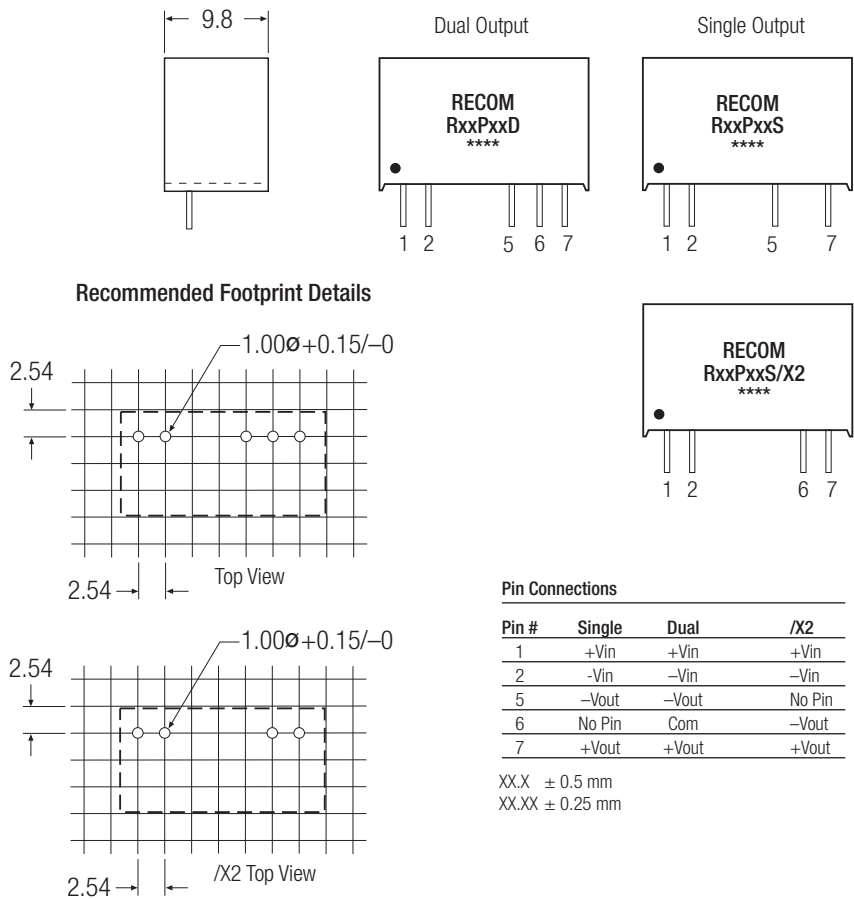 9.8
Dual Output
Single Output
RECOM
RxxPxxD
****
1 2 5 6 7
RECOM
RxxPxxS
****
1 2 5 7
Recommended Footprint Details
1.00ø+0.15/–0
2.54
2.54
Top View
RECOM
RxxPxxS/X2
****
1 2 6 7
1.00ø+0.15/–0
2.54
2.54
/X2 Top View
Pin Connections
Pin # Single Dual /X2
1 +Vin +Vin +Vin
2 -Vin –Vin –Vin
5 –Vout –Vout No Pin
6 No Pin Com –Vout
7 +Vout +Vout +Vout
XX.X ± 0.5 mm
XX.XX ± 0.25 mm